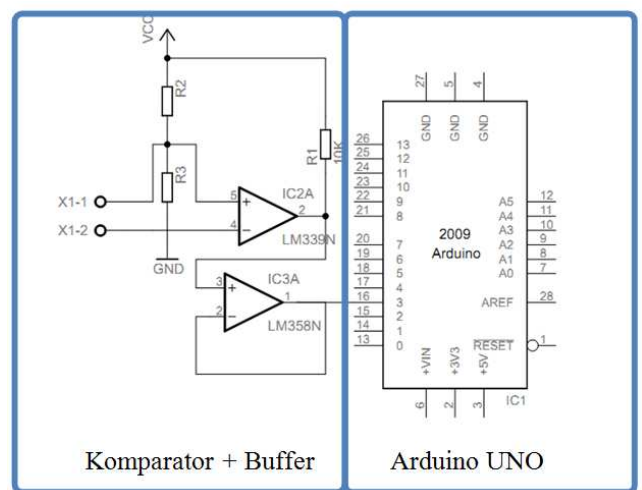 VCC
R2
R1
10K
R3
X1-1
X1-2
GND
5
+
4
−
2
IC2A
LM339N
3
+
2
−
1
IC3A
LM358N
27
5
4
GND
GND
GND
26 13
25 12
24 11
23 10
22 9
21 8
20 7
19 6
18 5
17 4
16 3
15 2
14 1
13 0
2009
Arduino
A5 12
A4 11
A3 10
A2 9
A1 8
A0 7
AREF 28
RESET 1
+VIN
+3V3
+5V
6
2
3
IC1
Komparator + Buffer
Arduino UNO